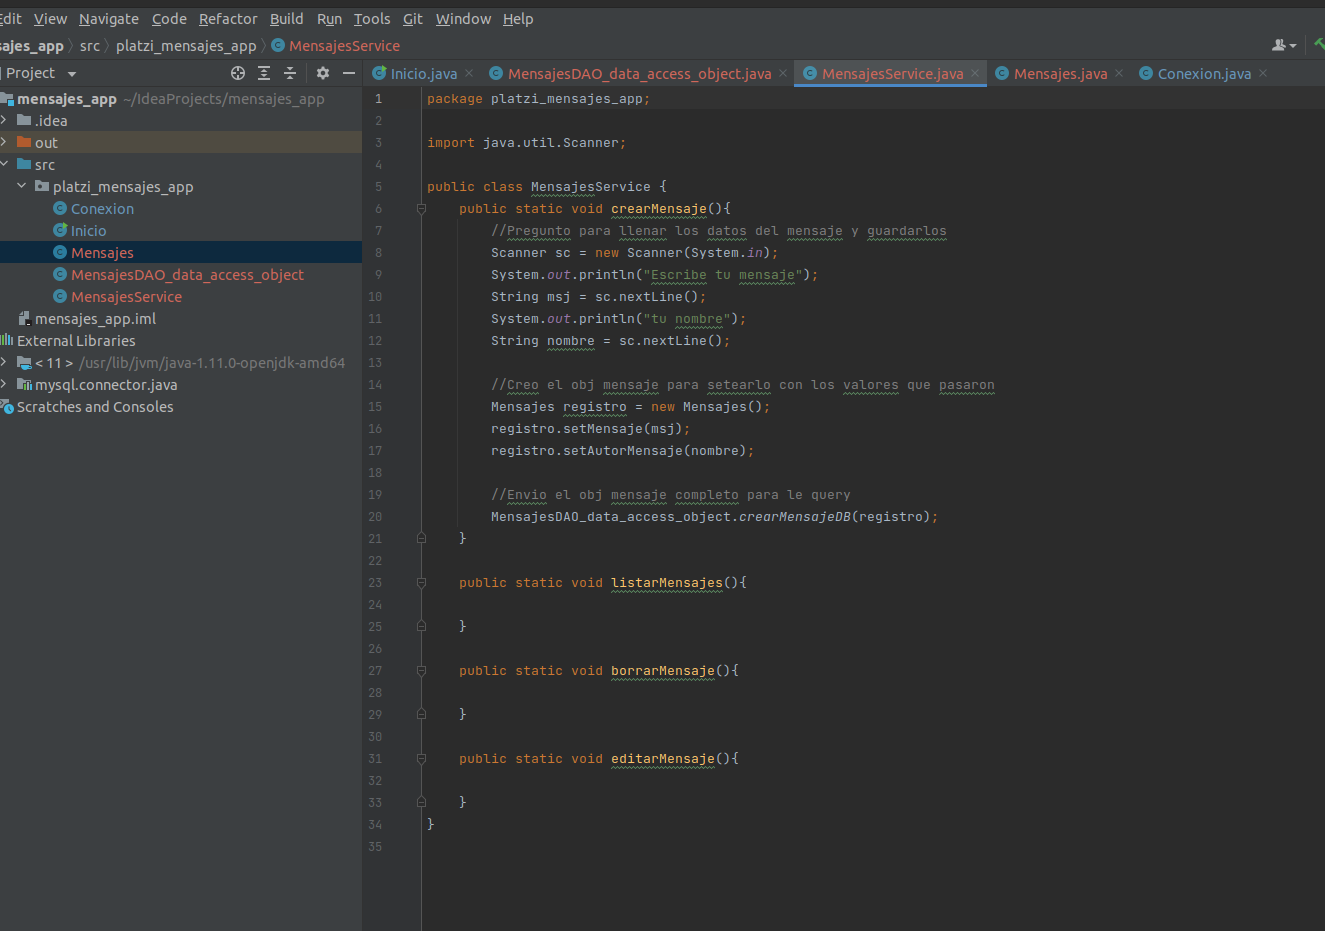 Edit View Navigate Code Refactor Build Run Tools Git Window Help
sajes_app src platzi_mensajes_app MensajesService
Project
Inicio.java MensajesDAO_data_access_object.java MensajesService.java Mensajes.java Conexion.java
mensajes_app ~/IdeaProjects/mensajes_app
.idea
out
src
platzi_mensajes_app
Conexion
Inicio
Mensajes
MensajesDAO_data_access_object
MensajesService
mensajes_app.iml
External Libraries
< 11 > /usr/lib/jvm/java-1.11.0-openjdk-amd64
mysql.connector.java
Scratches and Consoles
1 package platzi_mensajes_app;
2
3 import java.util.Scanner;
4
5 public class MensajesService {
6 public static void crearMensaje(){
7 //Pregunto para llenar los datos del mensaje y guardarlos
8 Scanner sc = new Scanner(System.in);
9 System.out.println("Escribe tu mensaje");
10 String msj = sc.nextLine();
11 System.out.println("tu nombre");
12 String nombre = sc.nextLine();
13
14 //Creo el obj mensaje para setearlo con los valores que pasaron
15 Mensajes registro = new Mensajes();
16 registro.setMensaje(msj);
17 registro.setAutorMensaje(nombre);
18
19 //Envio el obj mensaje completo para le query
20 MensajesDAO_data_access_object.crearMensajeDB(registro);
21 }
22
23 public static void listarMensajes(){
24
25 }
26
27 public static void borrarMensaje(){
28
29 }
30
31 public static void editarMensaje(){
32
33 }
34 }
35